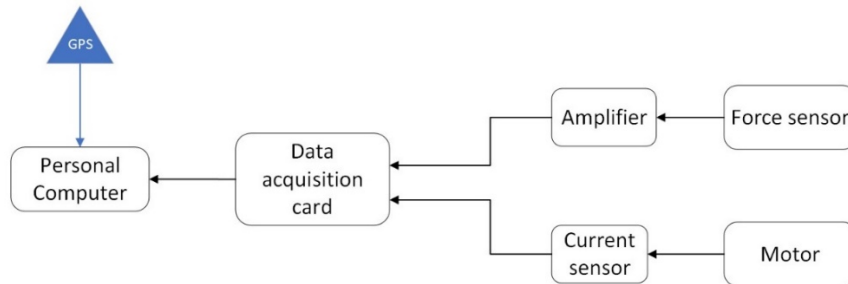 GPS
Personal
Computer
Data
acquisition
card
Amplifier
Force sensor
Current
sensor
Motor